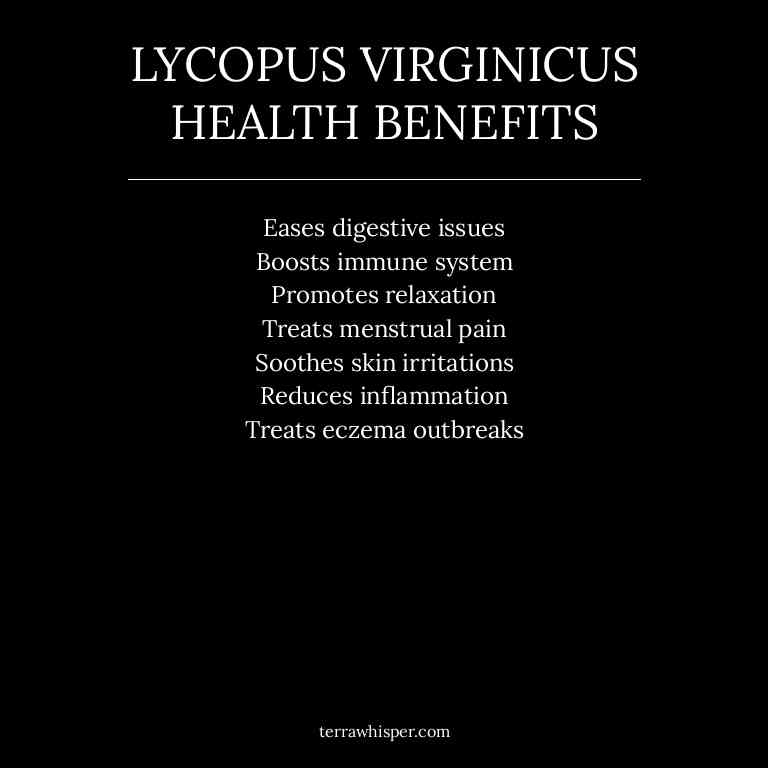 LYCOPUS VIRGINICUS
HEALTH BENEFITS
Eases digestive issues
Boosts immune system
Promotes relaxation
Treats menstrual pain
Soothes skin irritations
Reduces inflammation
Treats eczema outbreaks
terrawhisper.com